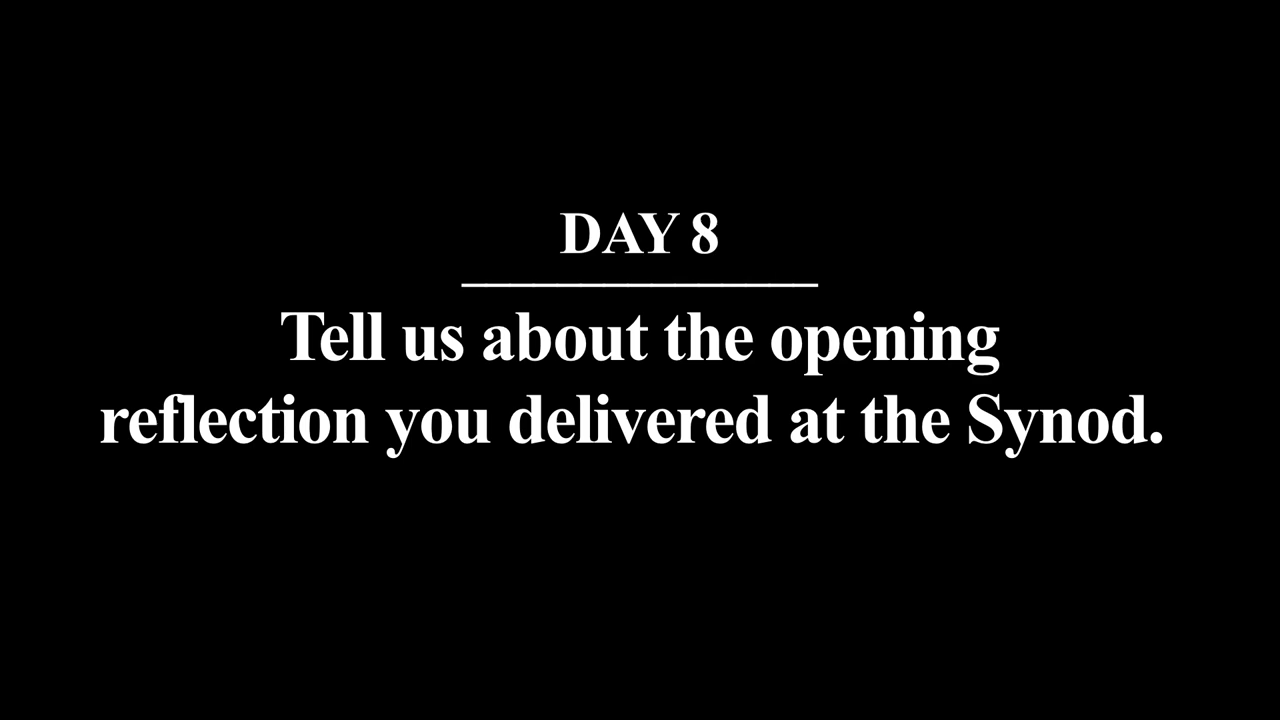 DAY 8
Tell us about the opening
reflection you delivered at the Synod.